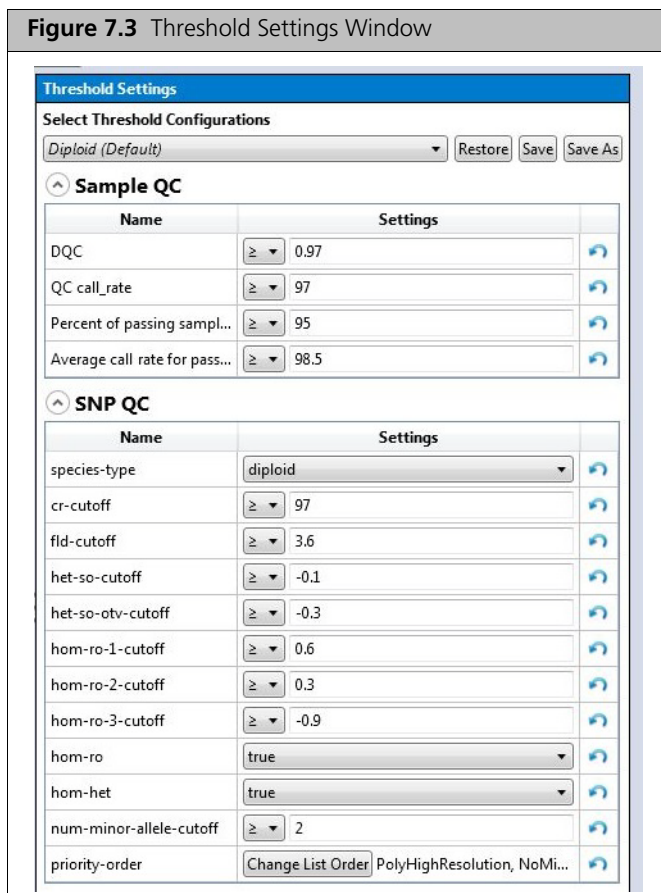 Figure 7.3 Threshold Settings Window
Threshold Settings
Select Threshold Configurations
Diploid (Default) Restore Save Save As
Sample QC
Name Settings
DQC ≥ 0.97
QC call_rate ≥ 97
Percent of passing sampl... ≥ 95
Average call rate for pass... ≥ 98.5
SNP QC
Name Settings
species-type diploid
cr-cutoff ≥ 97
fld-cutoff ≥ 3.6
het-so-cutoff ≥ -0.1
het-so-otv-cutoff ≥ -0.3
hom-ro-1-cutoff ≥ 0.6
hom-ro-2-cutoff ≥ 0.3
hom-ro-3-cutoff ≥ -0.9
hom-ro true
hom-het true
num-minor-allele-cutoff ≥ 2
priority-order Change List Order PolyHighResolution, NoMi...